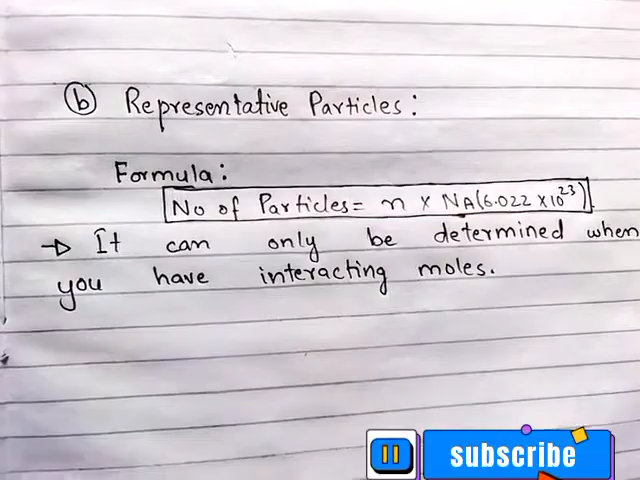 (b) Representative Particles:
Formula:
No of Particles= n × NA(6.022 ×10²³)
→ It can only be determined when
you have interacting moles.
subscribe